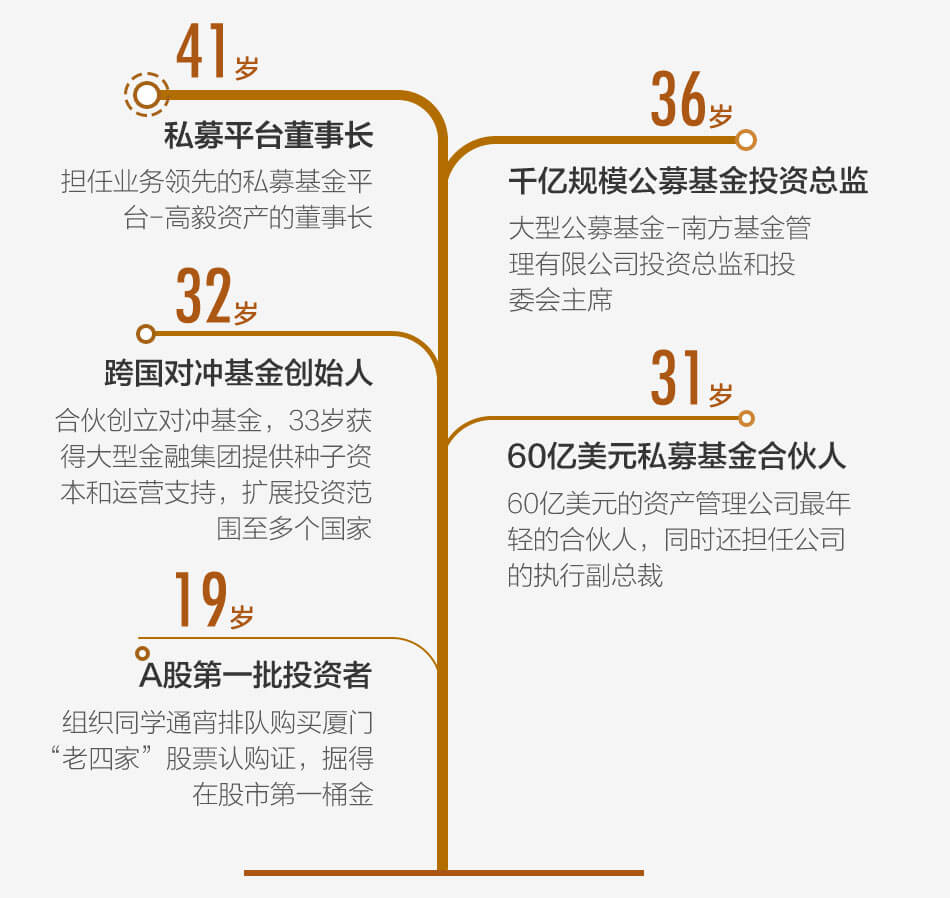 41岁
私募平台董事长
担任业务领先的私募基金平
台-高毅资产的董事长
36岁
千亿规模公募基金投资总监
大型公募基金-南方基金管
理有限公司投资总监和投
委会主席
32岁
跨国对冲基金创始人
合伙创立对冲基金，33岁获
得大型金融集团提供种子资
本和运营支持，扩展投资范
围至多个国家
31岁
60亿美元私募基金合伙人
60亿美元的资产管理公司最年
轻的合伙人，同时还担任公司
的执行副总裁
19岁
A股第一批投资者
组织同学通宵排队购买厦门
“老四家”股票认购证，掘得
在股市第一桶金